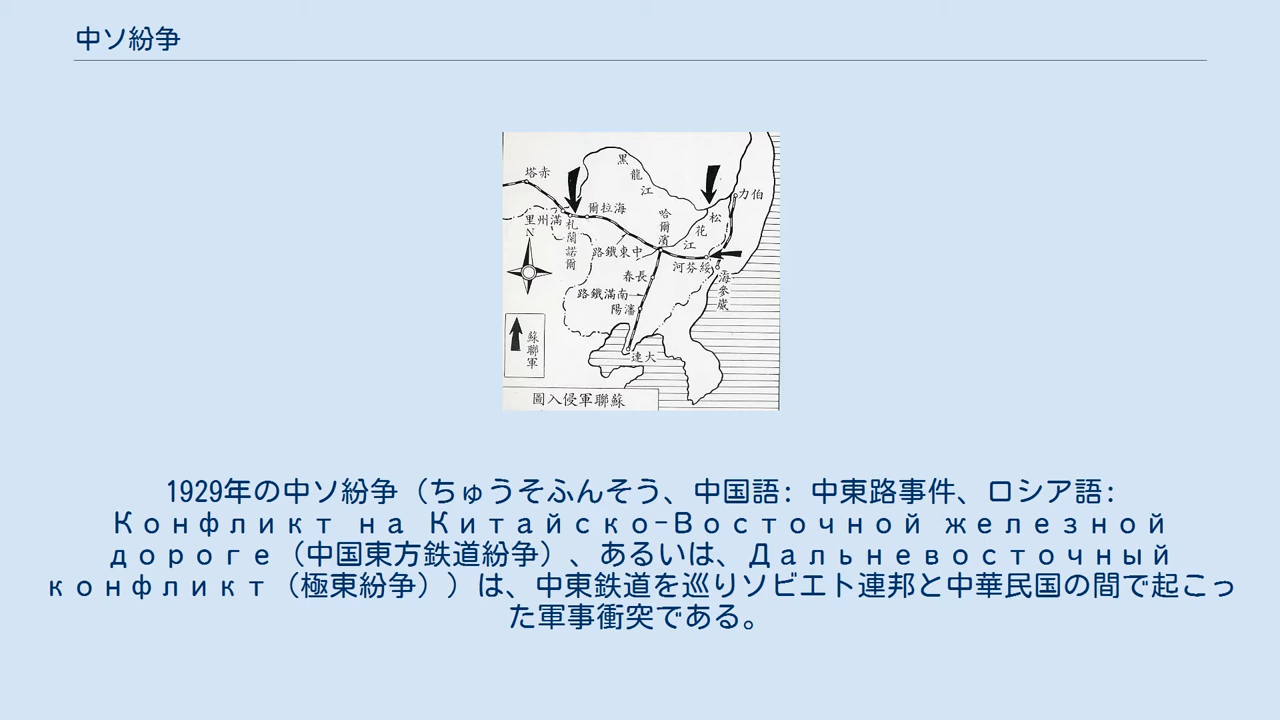 中ソ紛争
黑龍江
塔赤
力伯
爾拉海
松花江
哈爾濱
里州滿
札蘭諾爾
N
路鐵東中
河芬綏
春長
海參崴
路鐵滿南
陽瀋
蘇聯軍
連大
圖入侵軍聯蘇
1929年の中ソ紛争（ちゅうそふんそう、中国語: 中東路事件、ロシア語:
Конфликт на Китайско-Восточной железной
дороге（中国東方鉄道紛争）、あるいは、Дальневосточный
конфликт（極東紛争））は、中東鉄道を巡りソビエト連邦と中華民国の間で起こっ
た軍事衝突である。